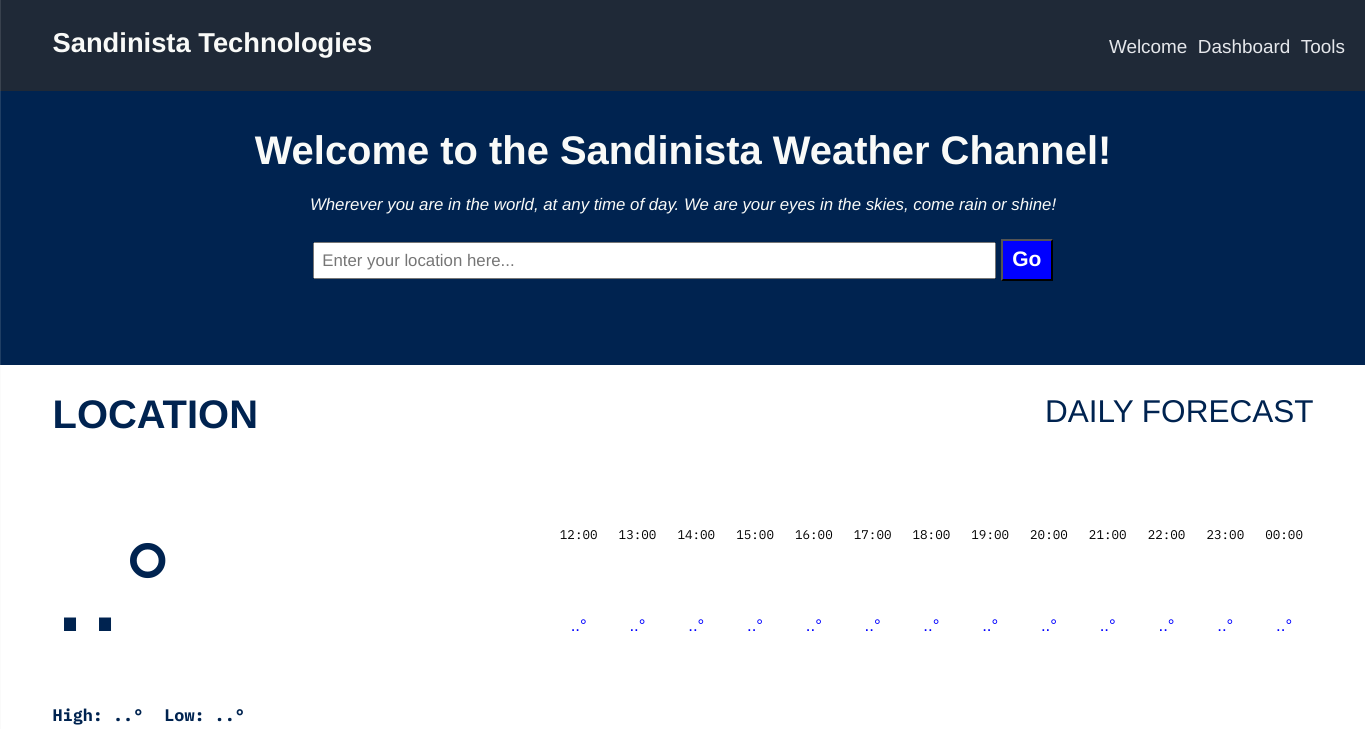 Sandinista Technologies
Welcome Dashboard Tools
Welcome to the Sandinista Weather Channel!
Wherever you are in the world, at any time of day. We are your eyes in the skies, come rain or shine!
Enter your location here... Go
LOCATION
DAILY FORECAST
12:00 13:00 14:00 15:00 16:00 17:00 18:00 19:00 20:00 21:00 22:00 23:00 00:00
..°
..° ..° ..° ..° ..° ..° ..° ..° ..° ..° ..° ..° ..°
High: ..° Low: ..°